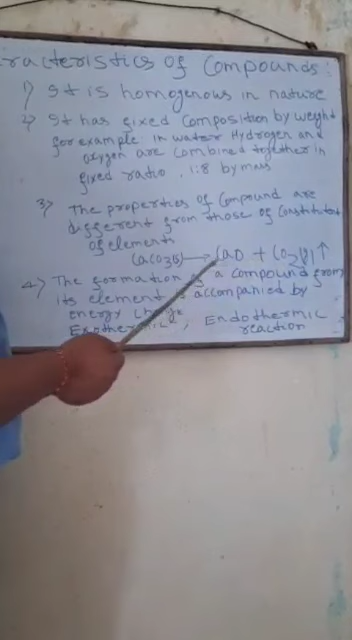 racteristics of Compounds:
1) It is homogenous in nature
2) It has fixed composition by weight
for example: in water Hydrogen and
oxygen are combined together in
fixed radio, 1:8 by mass
3) The properties of compound are
different from those of constitutent
of elements
CaCO3(s) → CaO + CO2(g)↑
4) The formation of a compound from
its element is accompanied by
energy change
Exothermic, Endothermic
reaction